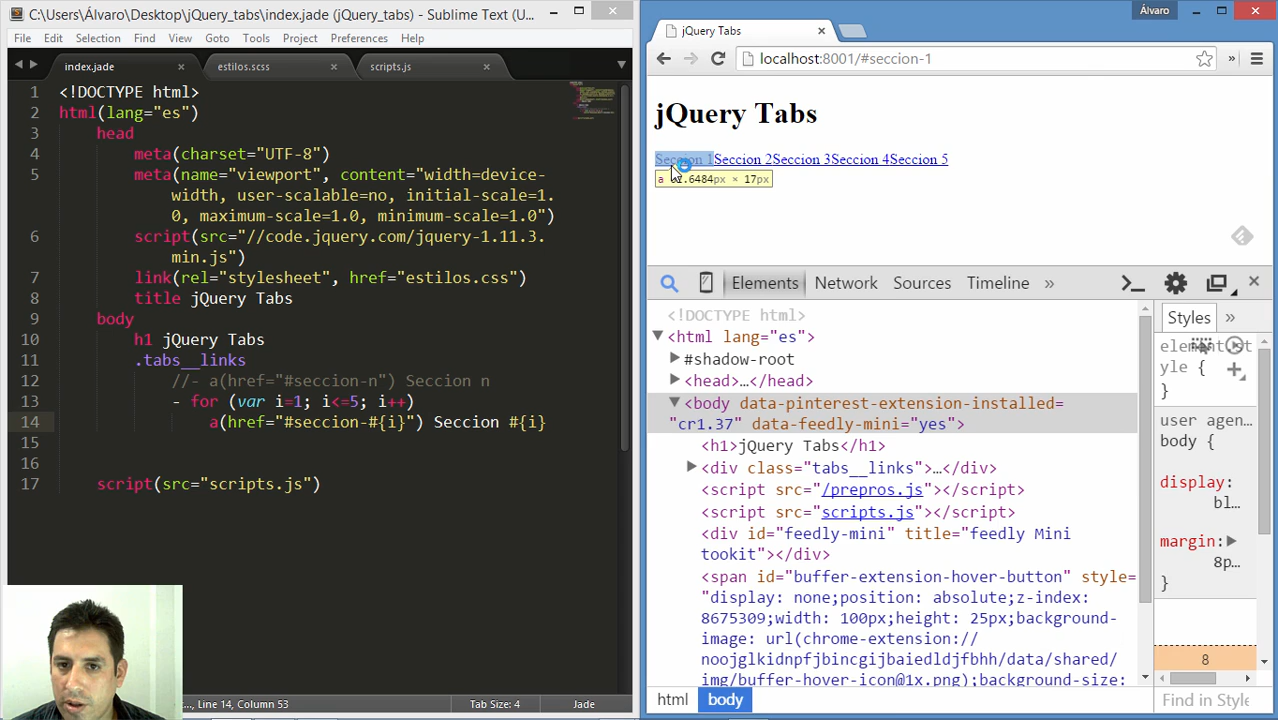 C:\Users\Álvaro\Desktop\jQuery_tabs\index.jade (jQuery_tabs) - Sublime Text (U...
File Edit Selection Find View Goto Tools Project Preferences Help
index.jade
estilos.scss
scripts.js
1 <!DOCTYPE html>
2 html(lang="es")
3 head
4 meta(charset="UTF-8")
5 meta(name="viewport", content="width=device-
width, user-scalable=no, initial-scale=1.
0, maximum-scale=1.0, minimum-scale=1.0")
6 script(src="//code.jquery.com/jquery-1.11.3.
min.js")
7 link(rel="stylesheet", href="estilos.css")
8 title jQuery Tabs
9 body
10 h1 jQuery Tabs
11 .tabs__links
12 //- a(href="#seccion-n") Seccion n
13 - for (var i=1; i<=5; i++)
14 a(href="#seccion-#{i}") Seccion #{i}
15
16
17 script(src="scripts.js")
..., Line 14, Column 53
Tab Size: 4
Jade
Álvaro
jQuery Tabs
localhost:8001/#seccion-1
jQuery Tabs
Seccion 1Seccion 2Seccion 3Seccion 4Seccion 5
a .6484px × 17px
Elements Network Sources Timeline »
<!DOCTYPE html>
<html lang="es">
#shadow-root
<head>…</head>
<body data-pinterest-extension-installed=
"cr1.37" data-feedly-mini="yes">
<h1>jQuery Tabs</h1>
<div class="tabs__links">…</div>
<script src="/prepros.js"></script>
<script src="scripts.js"></script>
<div id="feedly-mini" title="feedly Mini
tookit"></div>
<span id="buffer-extension-hover-button" style=
"display: none;position: absolute;z-index:
8675309;width: 100px;height: 25px;background-
image: url(chrome-extension://
noojglkidnpfjbincgijbaiedldjfbhh/data/shared/
img/buffer-hover-icon@1x.png);background-size:
html body
Styles »
element.st
yle {
}
user agen…
body {
display:
bl…
margin:
8p…
}
8
Find in Style